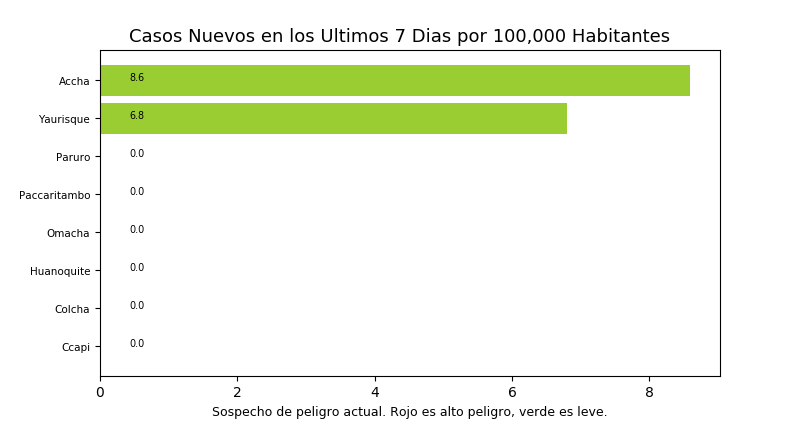 Casos Nuevos en los Ultimos 7 Dias por 100,000 Habitantes
Accha 8.6
Yaurisque 6.8
Paruro 0.0
Paccaritambo 0.0
Omacha 0.0
Huanoquite 0.0
Colcha 0.0
Ccapi 0.0
0 2 4 6 8
Sospecho de peligro actual. Rojo es alto peligro, verde es leve.